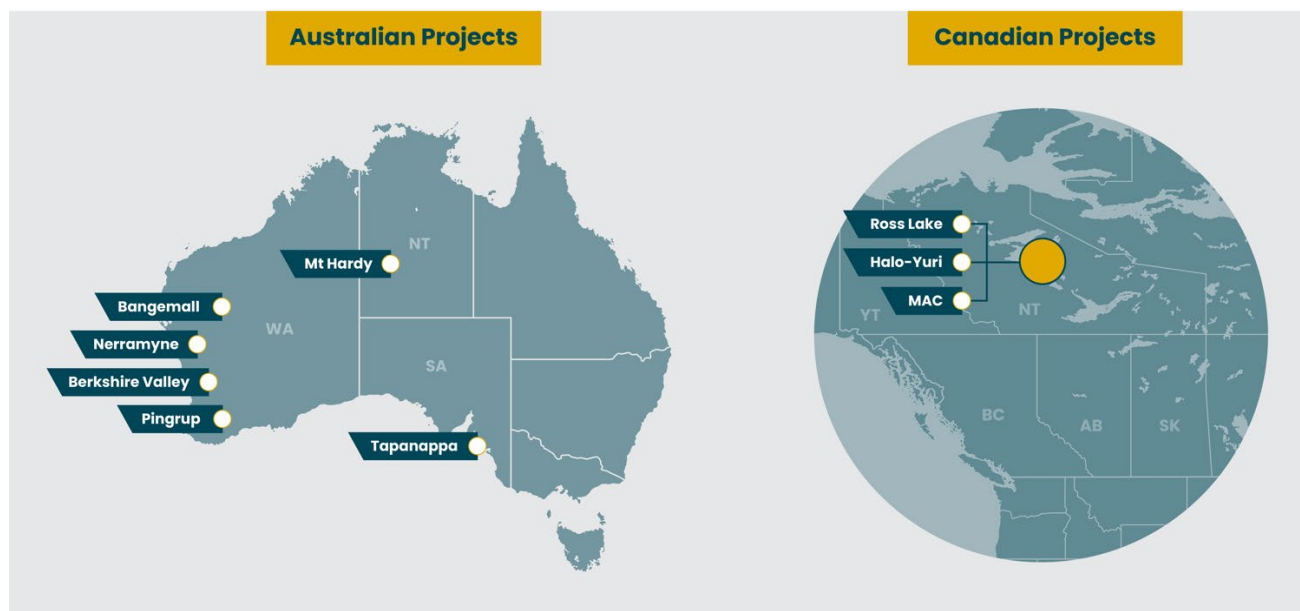 Australian Projects
Canadian Projects
Mt Hardy
NT
Bangemall
WA
Nerramyne
SA
Berkshire Valley
Pingrup
Tapanappa
Ross Lake
Halo-Yuri
MAC
YT
NT
BC
AB
SK